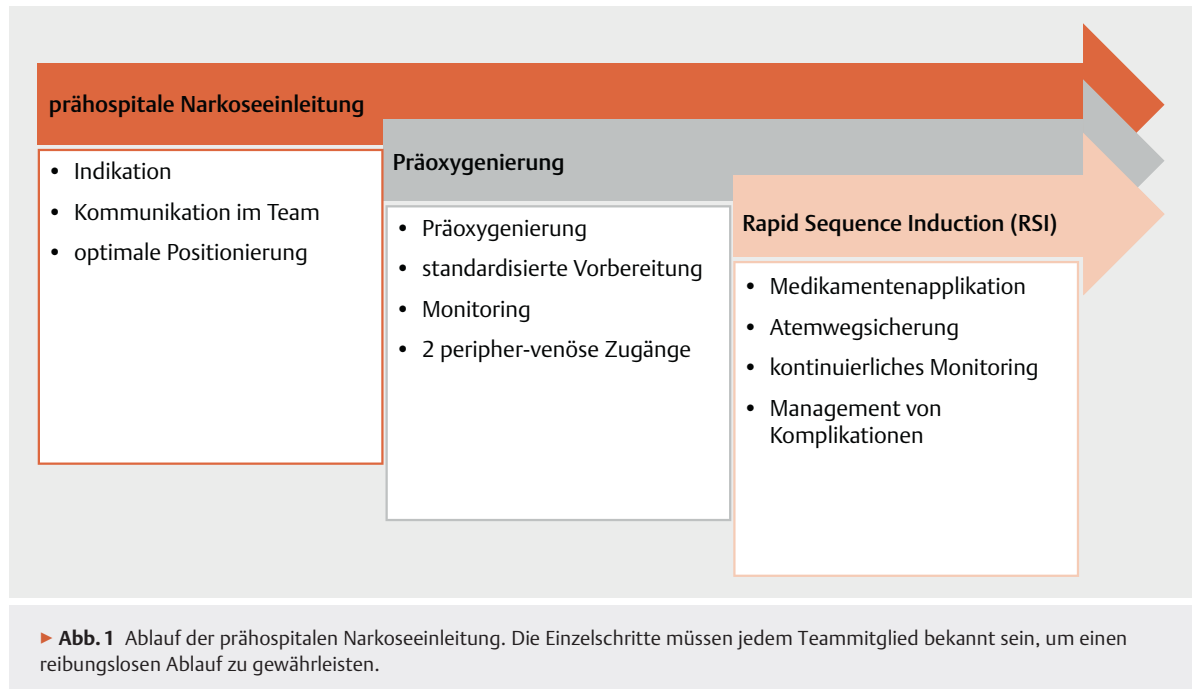 prähospitale Narkoseeinleitung
• Indikation
• Kommunikation im Team
• optimale Positionierung
Präoxygenierung
• Präoxygenierung
• standardisierte Vorbereitung
• Monitoring
• 2 peripher-venöse Zugänge
Rapid Sequence Induction (RSI)
• Medikamentenapplikation
• Atemwegsicherung
• kontinuierliches Monitoring
• Management von
Komplikationen
▶ Abb. 1 Ablauf der prähospitalen Narkoseeinleitung. Die Einzelschritte müssen jedem Teammitglied bekannt sein, um einen
reibungslosen Ablauf zu gewährleisten.